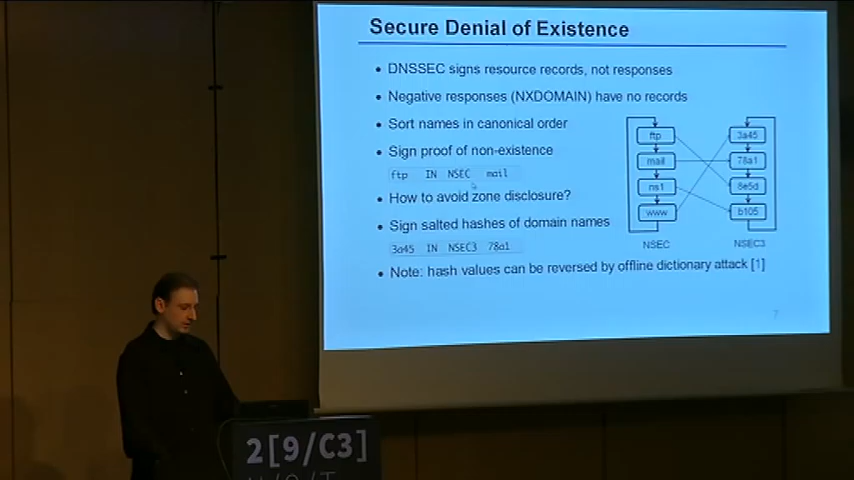 Secure Denial of Existence
• DNSSEC signs resource records, not responses
• Negative responses (NXDOMAIN) have no records
• Sort names in canonical order
• Sign proof of non-existence
ftp IN NSEC mail
• How to avoid zone disclosure?
• Sign salted hashes of domain names
3a45 IN NSEC3 78a1
• Note: hash values can be reversed by offline dictionary attack [1]
ftp 3a45
mail 78a1
ns1 8e5d
www b105
NSEC NSEC3
7
2[9/C3]